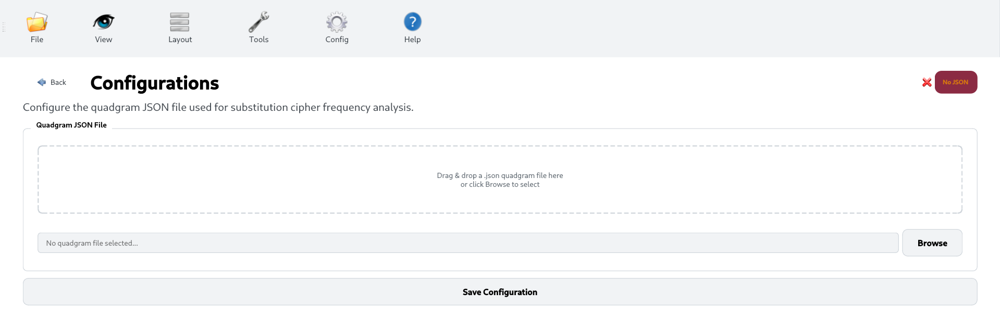 File
View
Layout
Tools
Config
?
Help
Back
Configurations
No JSON
Configure the quadgram JSON file used for substitution cipher frequency analysis.
Quadgram JSON File
Drag & drop a .json quadgram file here
or click Browse to select
No quadgram file selected...
Browse
Save Configuration